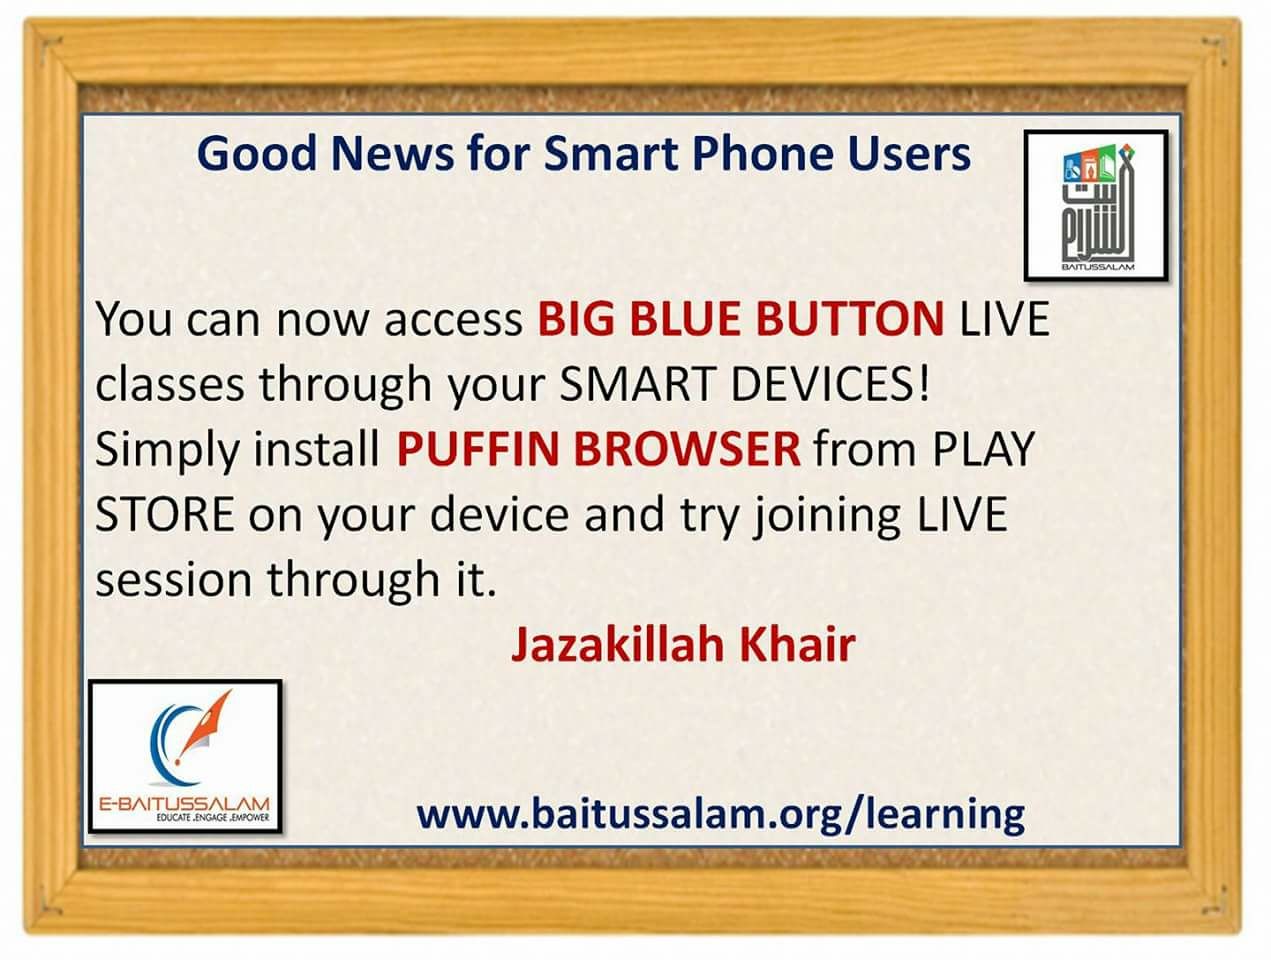 Good News for Smart Phone Users
بيت السلام
BAITUSSALAM
You can now access BIG BLUE BUTTON LIVE
classes through your SMART DEVICES!
Simply install PUFFIN BROWSER from PLAY
STORE on your device and try joining LIVE
session through it.
Jazakillah Khair
E-BAITUSSALAM
EDUCATE .ENGAGE .EMPOWER
www.baitussalam.org/learning